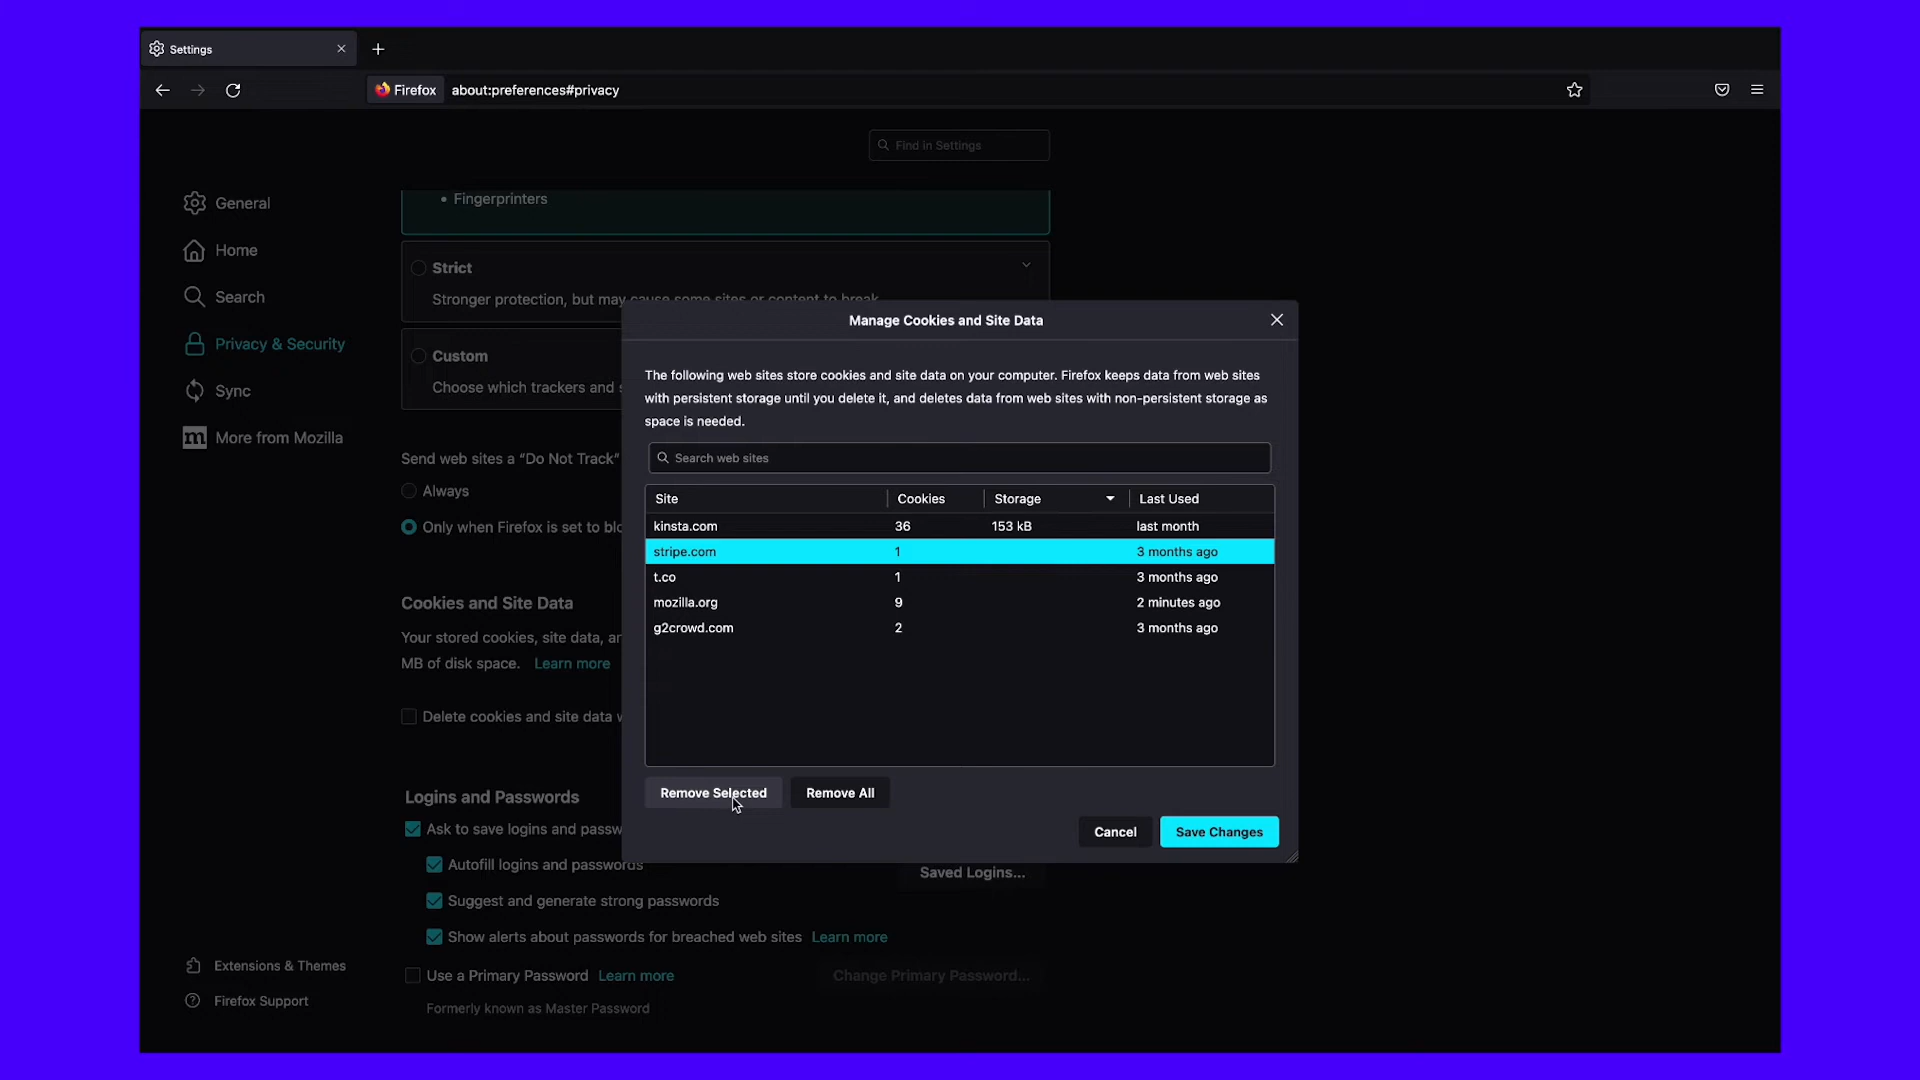 Settings
Firefox about:preferences#privacy
Find in Settings
General
Home
Search
Privacy & Security
Sync
m More from Mozilla
Extensions & Themes
Firefox Support
• Fingerprinters
Strict
Stronger protection, but may cause some sites or content to break.
Custom
Choose which trackers and s
Send web sites a “Do Not Track”
Always
Only when Firefox is set to blo
Cookies and Site Data
Your stored cookies, site data, an
MB of disk space. Learn more
Delete cookies and site data w
Logins and Passwords
Ask to save logins and passw
Autofill logins and passwords
Saved Logins...
Suggest and generate strong passwords
Show alerts about passwords for breached web sites Learn more
Use a Primary Password Learn more Change Primary Password...
Formerly known as Master Password
Manage Cookies and Site Data
The following web sites store cookies and site data on your computer. Firefox keeps data from web sites
with persistent storage until you delete it, and deletes data from web sites with non-persistent storage as
space is needed.
Search web sites
Site Cookies Storage Last Used
kinsta.com 36 153 kB last month
stripe.com 1 3 months ago
t.co 1 3 months ago
mozilla.org 9 2 minutes ago
g2crowd.com 2 3 months ago
Remove Selected Remove All
Cancel Save Changes